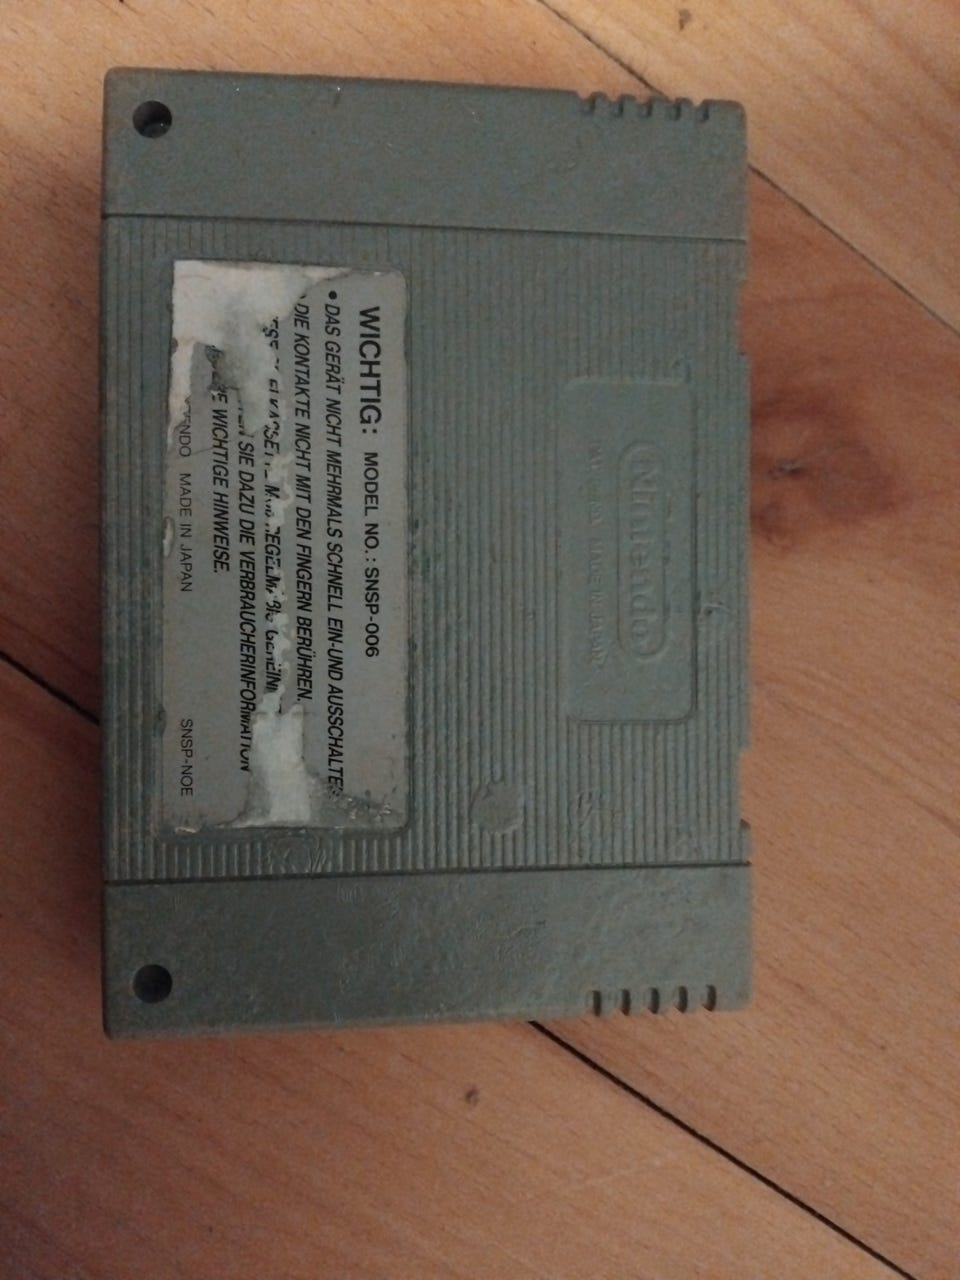 WICHTIG: MODEL NO.: SNSP-006
• DAS GERÄT NICHT MEHRMALS SCHNELL EIN-UND AUSSCHALTE
DIE KONTAKTE NICHT MIT DEN FINGERN BERÜHREN.
SIE DAZU DIE VERBRAUCHERINFORMATION
WICHTIGE HINWEISE.
NDO MADE IN JAPAN SNSP-NOE
Nintendo
MADE IN JAPAN